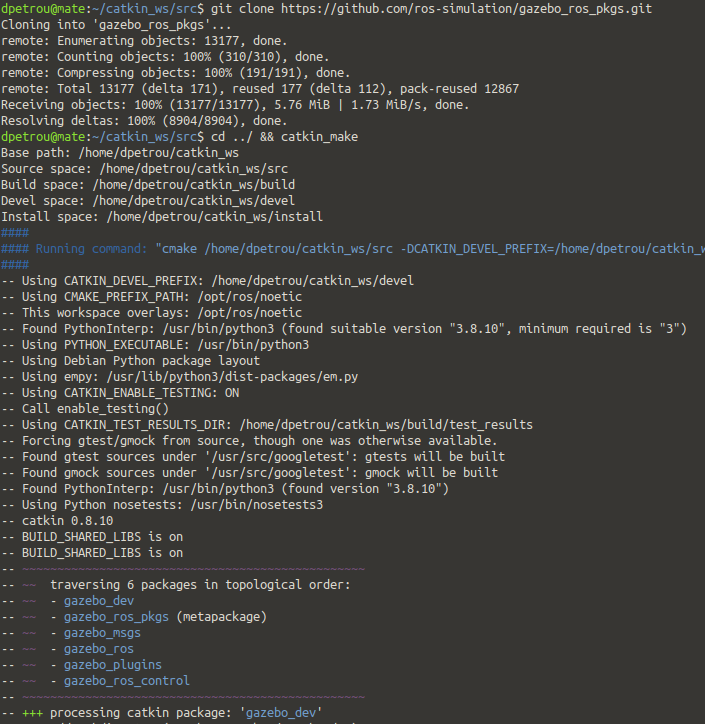 dpetrou@mate:~/catkin_ws/src$ git clone https://github.com/ros-simulation/gazebo_ros_pkgs.git
Cloning into 'gazebo_ros_pkgs'...
remote: Enumerating objects: 13177, done.
remote: Counting objects: 100% (310/310), done.
remote: Compressing objects: 100% (191/191), done.
remote: Total 13177 (delta 171), reused 177 (delta 112), pack-reused 12867
Receiving objects: 100% (13177/13177), 5.76 MiB | 1.73 MiB/s, done.
Resolving deltas: 100% (8904/8904), done.
dpetrou@mate:~/catkin_ws/src$ cd ../ && catkin_make
Base path: /home/dpetrou/catkin_ws
Source space: /home/dpetrou/catkin_ws/src
Build space: /home/dpetrou/catkin_ws/build
Devel space: /home/dpetrou/catkin_ws/devel
Install space: /home/dpetrou/catkin_ws/install
####
#### Running command: "cmake /home/dpetrou/catkin_ws/src -DCATKIN_DEVEL_PREFIX=/home/dpetrou/catkin_w
####
-- Using CATKIN_DEVEL_PREFIX: /home/dpetrou/catkin_ws/devel
-- Using CMAKE_PREFIX_PATH: /opt/ros/noetic
-- This workspace overlays: /opt/ros/noetic
-- Found PythonInterp: /usr/bin/python3 (found suitable version "3.8.10", minimum required is "3")
-- Using PYTHON_EXECUTABLE: /usr/bin/python3
-- Using Debian Python package layout
-- Using empy: /usr/lib/python3/dist-packages/em.py
-- Using CATKIN_ENABLE_TESTING: ON
-- Call enable_testing()
-- Using CATKIN_TEST_RESULTS_DIR: /home/dpetrou/catkin_ws/build/test_results
-- Forcing gtest/gmock from source, though one was otherwise available.
-- Found gtest sources under '/usr/src/googletest': gtests will be built
-- Found gmock sources under '/usr/src/googletest': gmock will be built
-- Found PythonInterp: /usr/bin/python3 (found version "3.8.10")
-- Using Python nosetests: /usr/bin/nosetests3
-- catkin 0.8.10
-- BUILD_SHARED_LIBS is on
-- BUILD_SHARED_LIBS is on
-- ~~~~~~~~~~~~~~~~~~~~~~~~~~~~~~~~~~~~~~~~~~~~~~~~~
-- ~~  traversing 6 packages in topological order:
-- ~~  - gazebo_dev
-- ~~  - gazebo_ros_pkgs (metapackage)
-- ~~  - gazebo_msgs
-- ~~  - gazebo_ros
-- ~~  - gazebo_plugins
-- ~~  - gazebo_ros_control
-- ~~~~~~~~~~~~~~~~~~~~~~~~~~~~~~~~~~~~~~~~~~~~~~~~~
-- +++ processing catkin package: 'gazebo_dev'